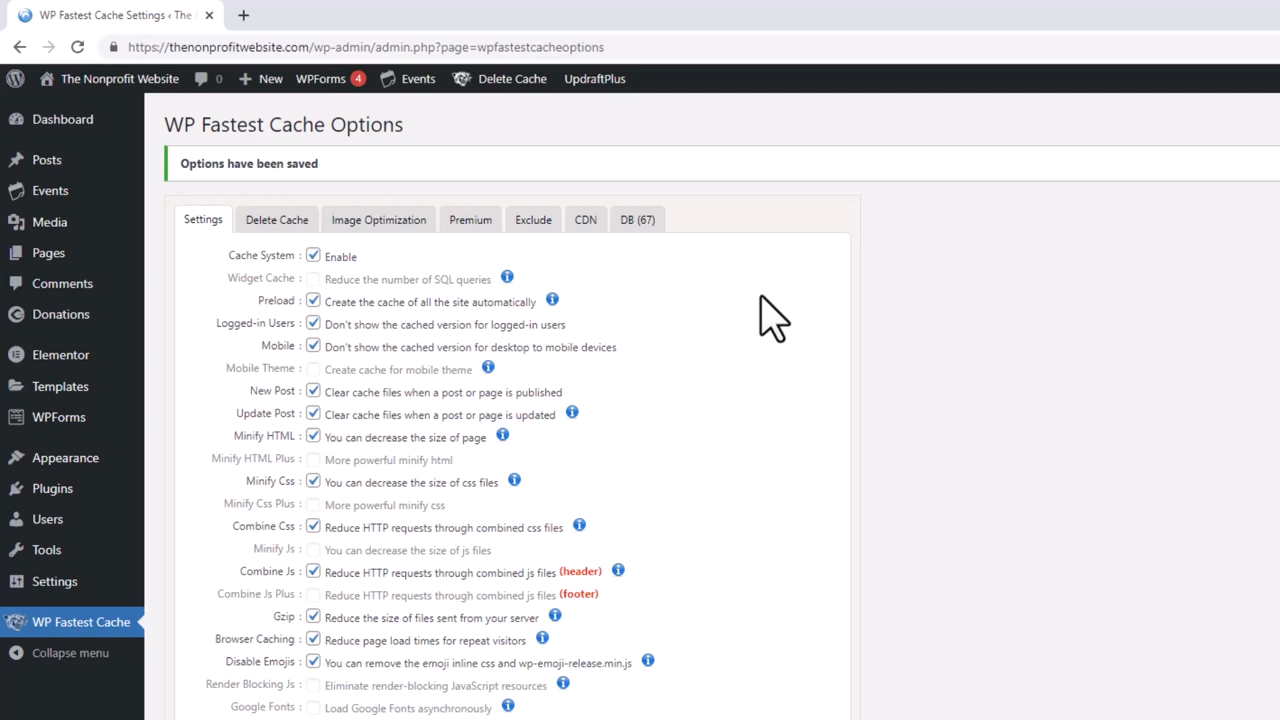 WP Fastest Cache Settings ‹ The
https://thenonprofitwebsite.com/wp-admin/admin.php?page=wpfastestcacheoptions
The Nonprofit Website 0 New WPForms 4 Events Delete Cache UpdraftPlus
Dashboard
Posts
Events
Media
Pages
Comments
Donations
Elementor
Templates
WPForms
Appearance
Plugins
Users
Tools
Settings
WP Fastest Cache
Collapse menu
WP Fastest Cache Options
Options have been saved
Settings Delete Cache Image Optimization Premium Exclude CDN DB (67)
Cache System : Enable
Widget Cache : Reduce the number of SQL queries
Preload : Create the cache of all the site automatically
Logged-in Users : Don't show the cached version for logged-in users
Mobile : Don't show the cached version for desktop to mobile devices
Mobile Theme : Create cache for mobile theme
New Post : Clear cache files when a post or page is published
Update Post : Clear cache files when a post or page is updated
Minify HTML : You can decrease the size of page
Minify HTML Plus : More powerful minify html
Minify Css : You can decrease the size of css files
Minify Css Plus : More powerful minify css
Combine Css : Reduce HTTP requests through combined css files
Minify Js : You can decrease the size of js files
Combine Js : Reduce HTTP requests through combined js files (header)
Combine Js Plus : Reduce HTTP requests through combined js files (footer)
Gzip : Reduce the size of files sent from your server
Browser Caching : Reduce page load times for repeat visitors
Disable Emojis : You can remove the emoji inline css and wp-emoji-release.min.js
Render Blocking Js : Eliminate render-blocking JavaScript resources
Google Fonts : Load Google Fonts asynchronously